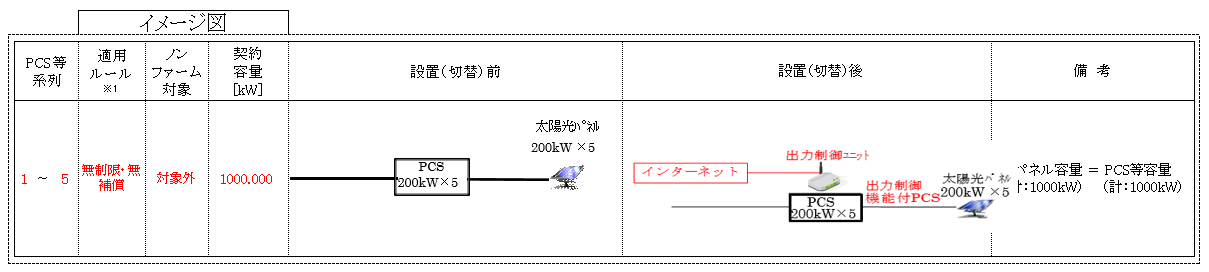 イメージ図
PCS等
系列
適用
ルール
※1
ノン
ファーム
対象
契約
容量
[kW]
設置(切替)前
設置(切替)後
備 考
1 ～ 5
無制限・無
補償
対象外
1000.000
太陽光ﾊﾟﾈﾙ
200kW ×5
PCS
200kW×5
インターネット
出力制御ﾕﾆｯﾄ
出力制御
機能付PCS
PCS
200kW×5
太陽光ﾊﾟﾈﾙ
200kW ×5
パネル容量 = PCS等容量
計:1000kW) (計:1000kW)